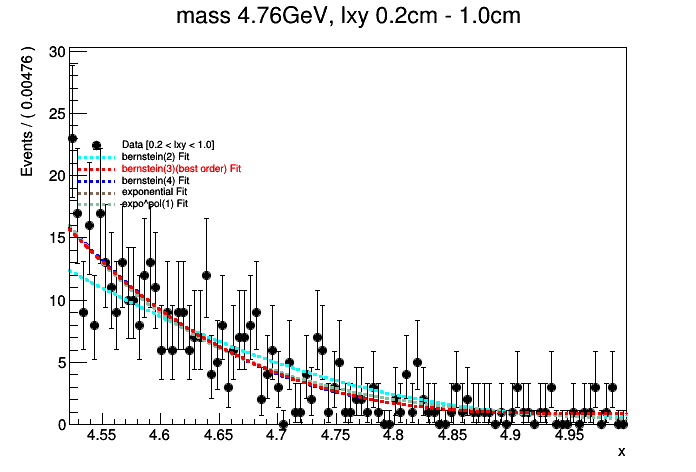 mass 4.76GeV, lxy 0.2cm - 1.0cm
Events / ( 0.00476 )
30
25
20
15
10
5
0
Data [0.2 < lxy < 1.0]
bernstein(2) Fit
bernstein(3)(best order) Fit
bernstein(4) Fit
exponential Fit
expo^pol(1) Fit
4.55 4.6 4.65 4.7 4.75 4.8 4.85 4.9 4.95
x